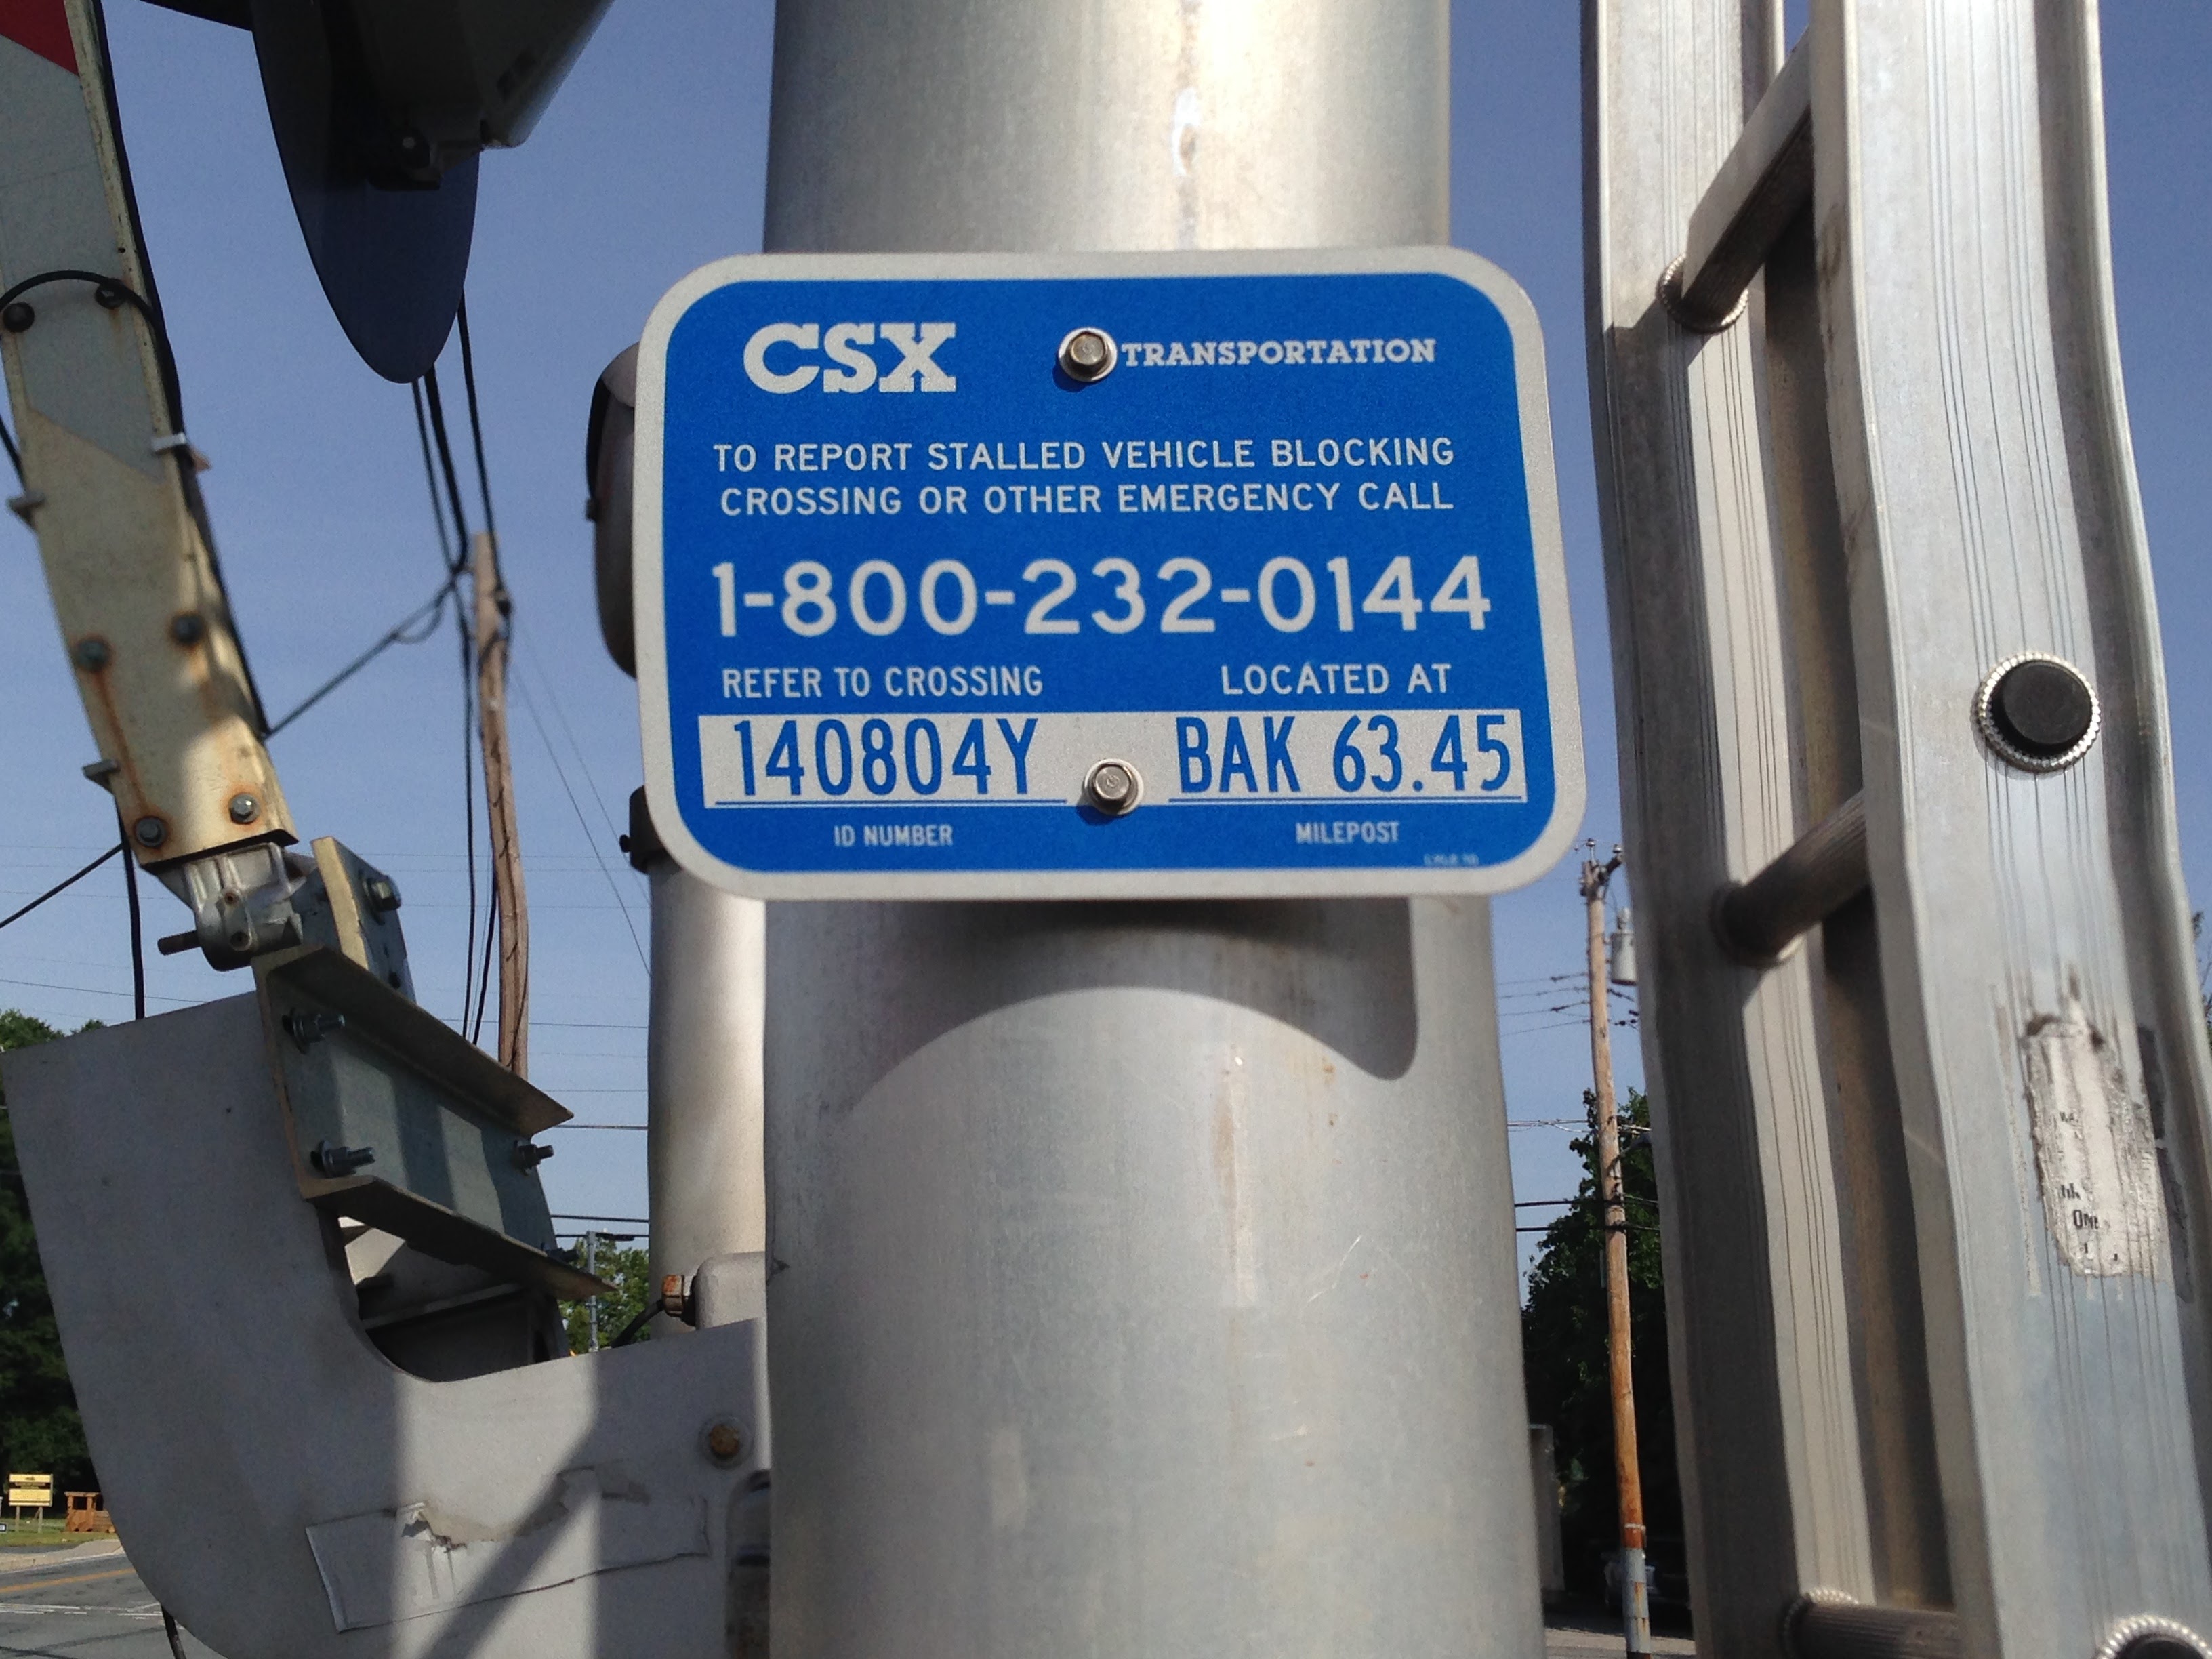 CSX TRANSPORTATION
TO REPORT STALLED VEHICLE BLOCKING
CROSSING OR OTHER EMERGENCY CALL
1-800-232-0144
REFER TO CROSSING LOCATED AT
140804Y BAK 63.45
ID NUMBER MILEPOST